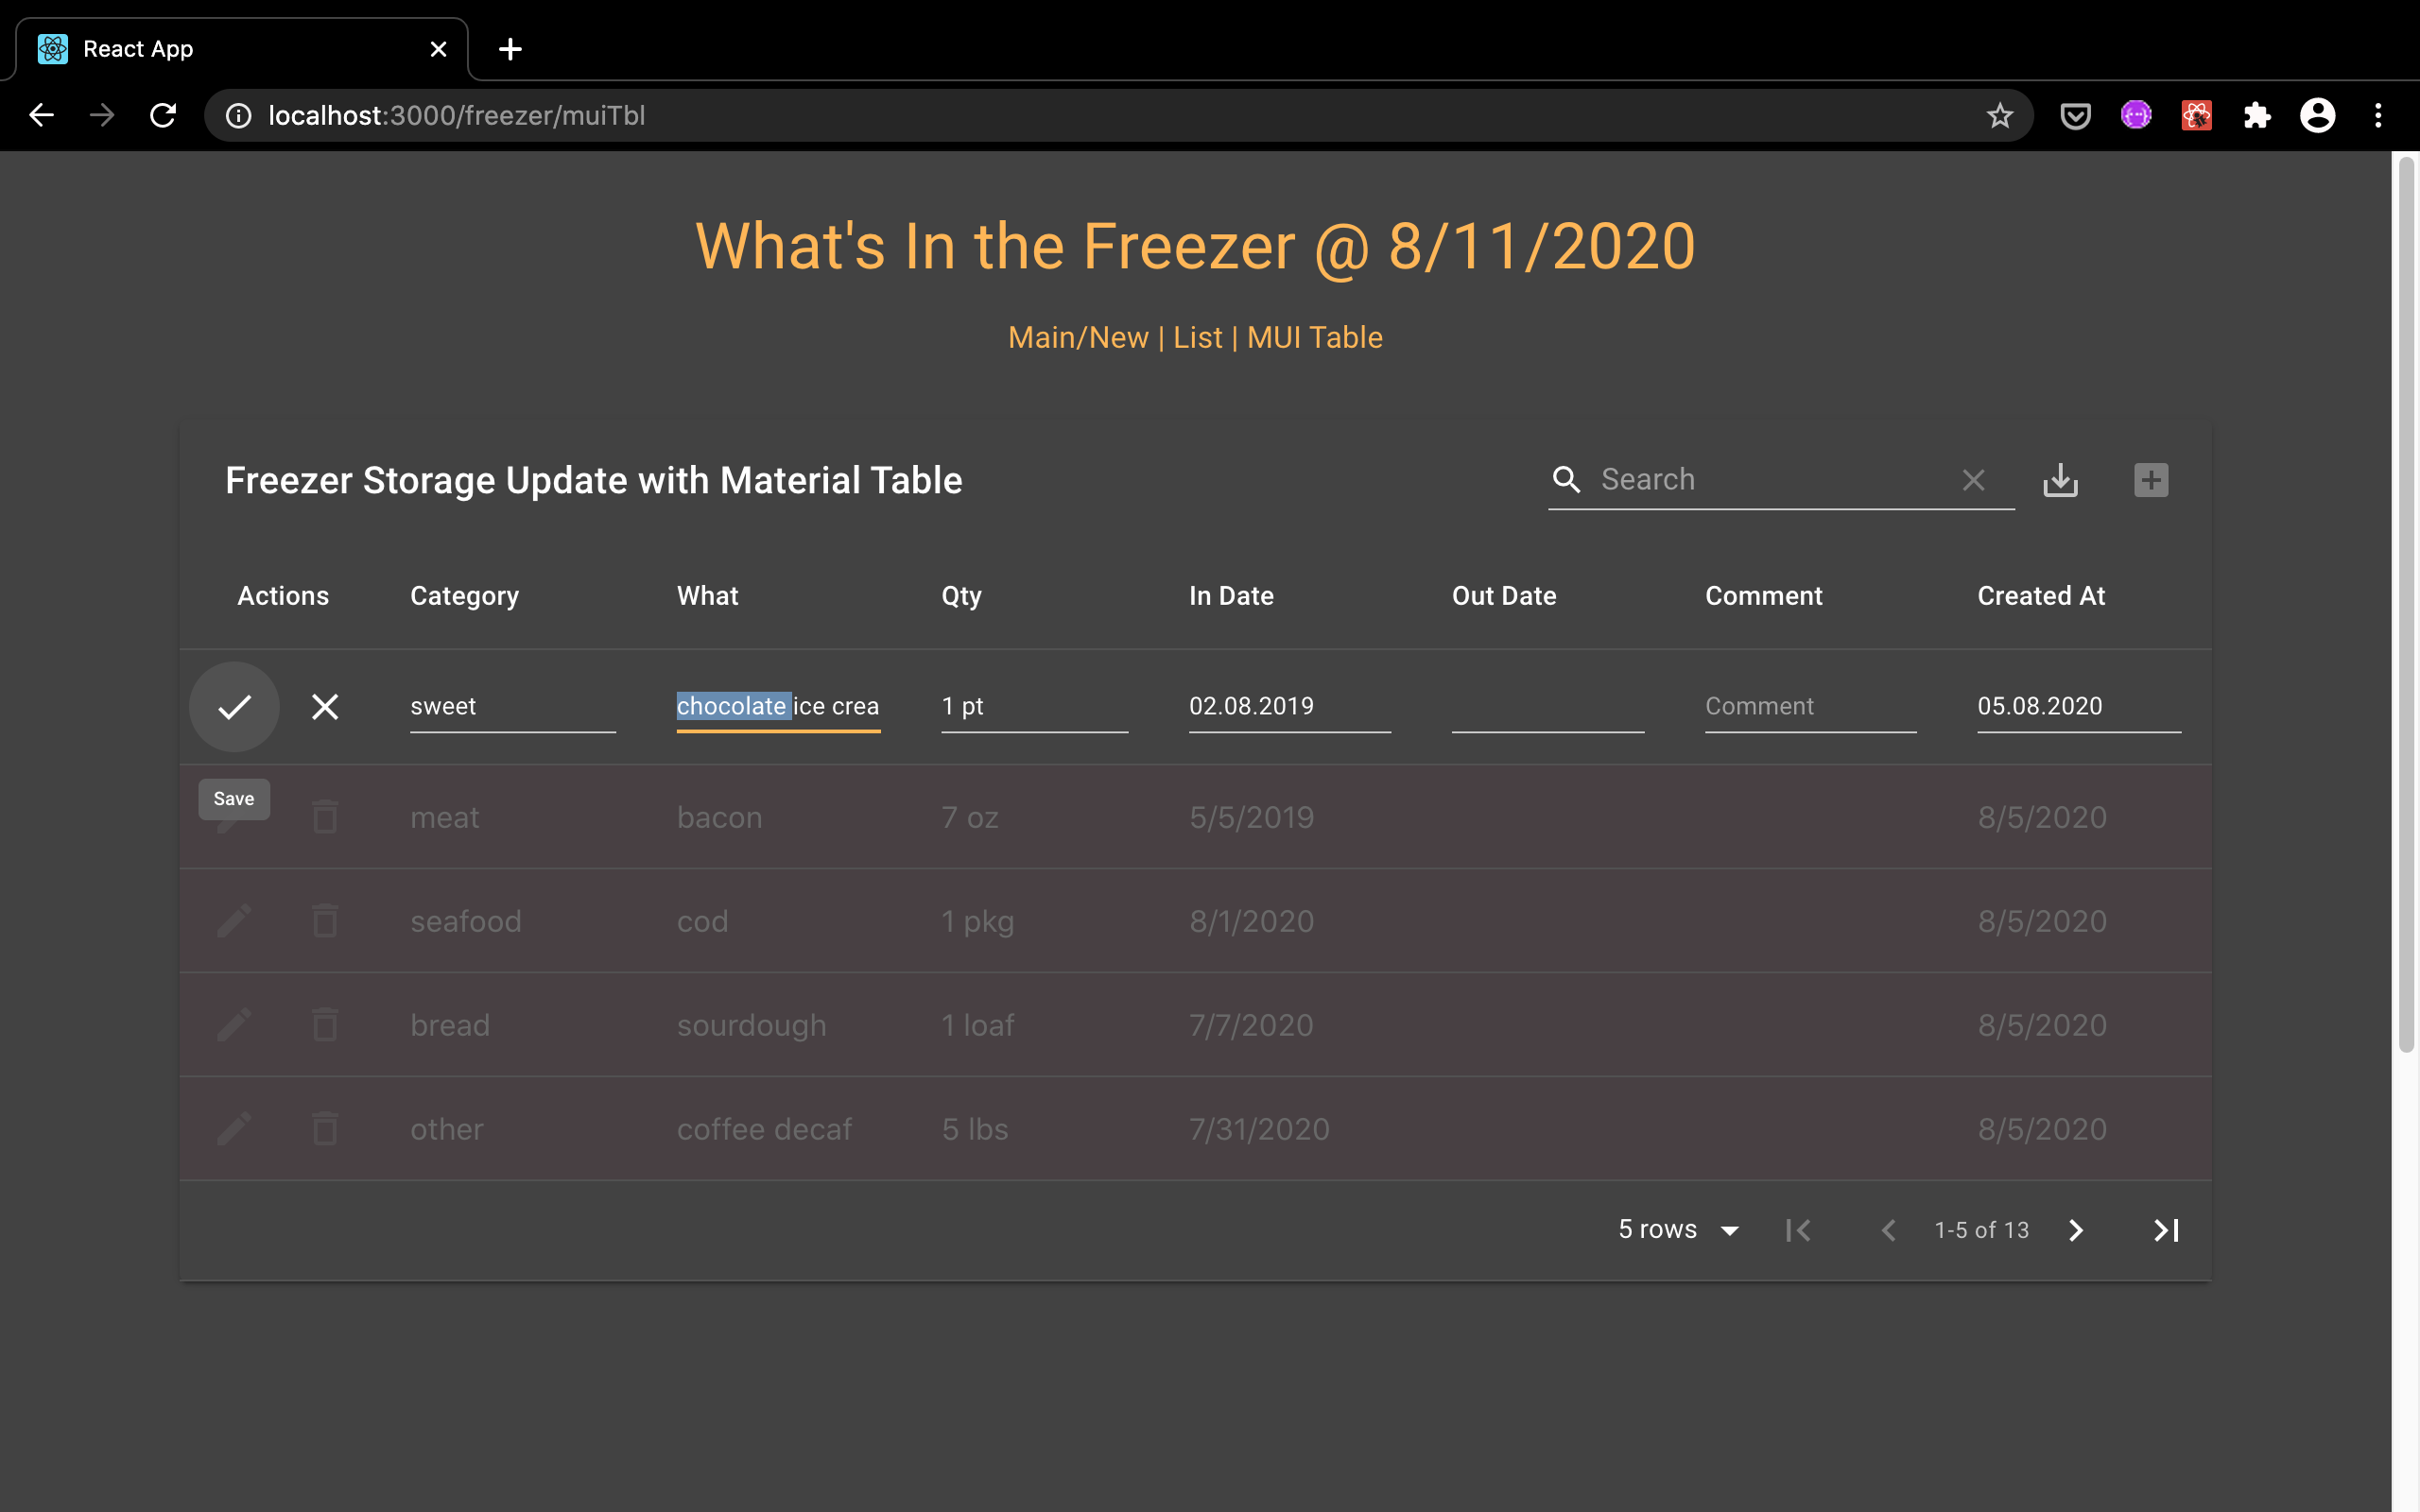 React App
localhost:3000/freezer/muiTbl
What's In the Freezer @ 8/11/2020
Main/New | List | MUI Table
Freezer Storage Update with Material Table Search
Actions Category What Qty In Date Out Date Comment Created At
sweet chocolate ice crea 1 pt 02.08.2019 Comment 05.08.2020
Save
meat bacon 7 oz 5/5/2019 8/5/2020
seafood cod 1 pkg 8/1/2020 8/5/2020
bread sourdough 1 loaf 7/7/2020 8/5/2020
other coffee decaf 5 lbs 7/31/2020 8/5/2020
5 rows 1-5 of 13